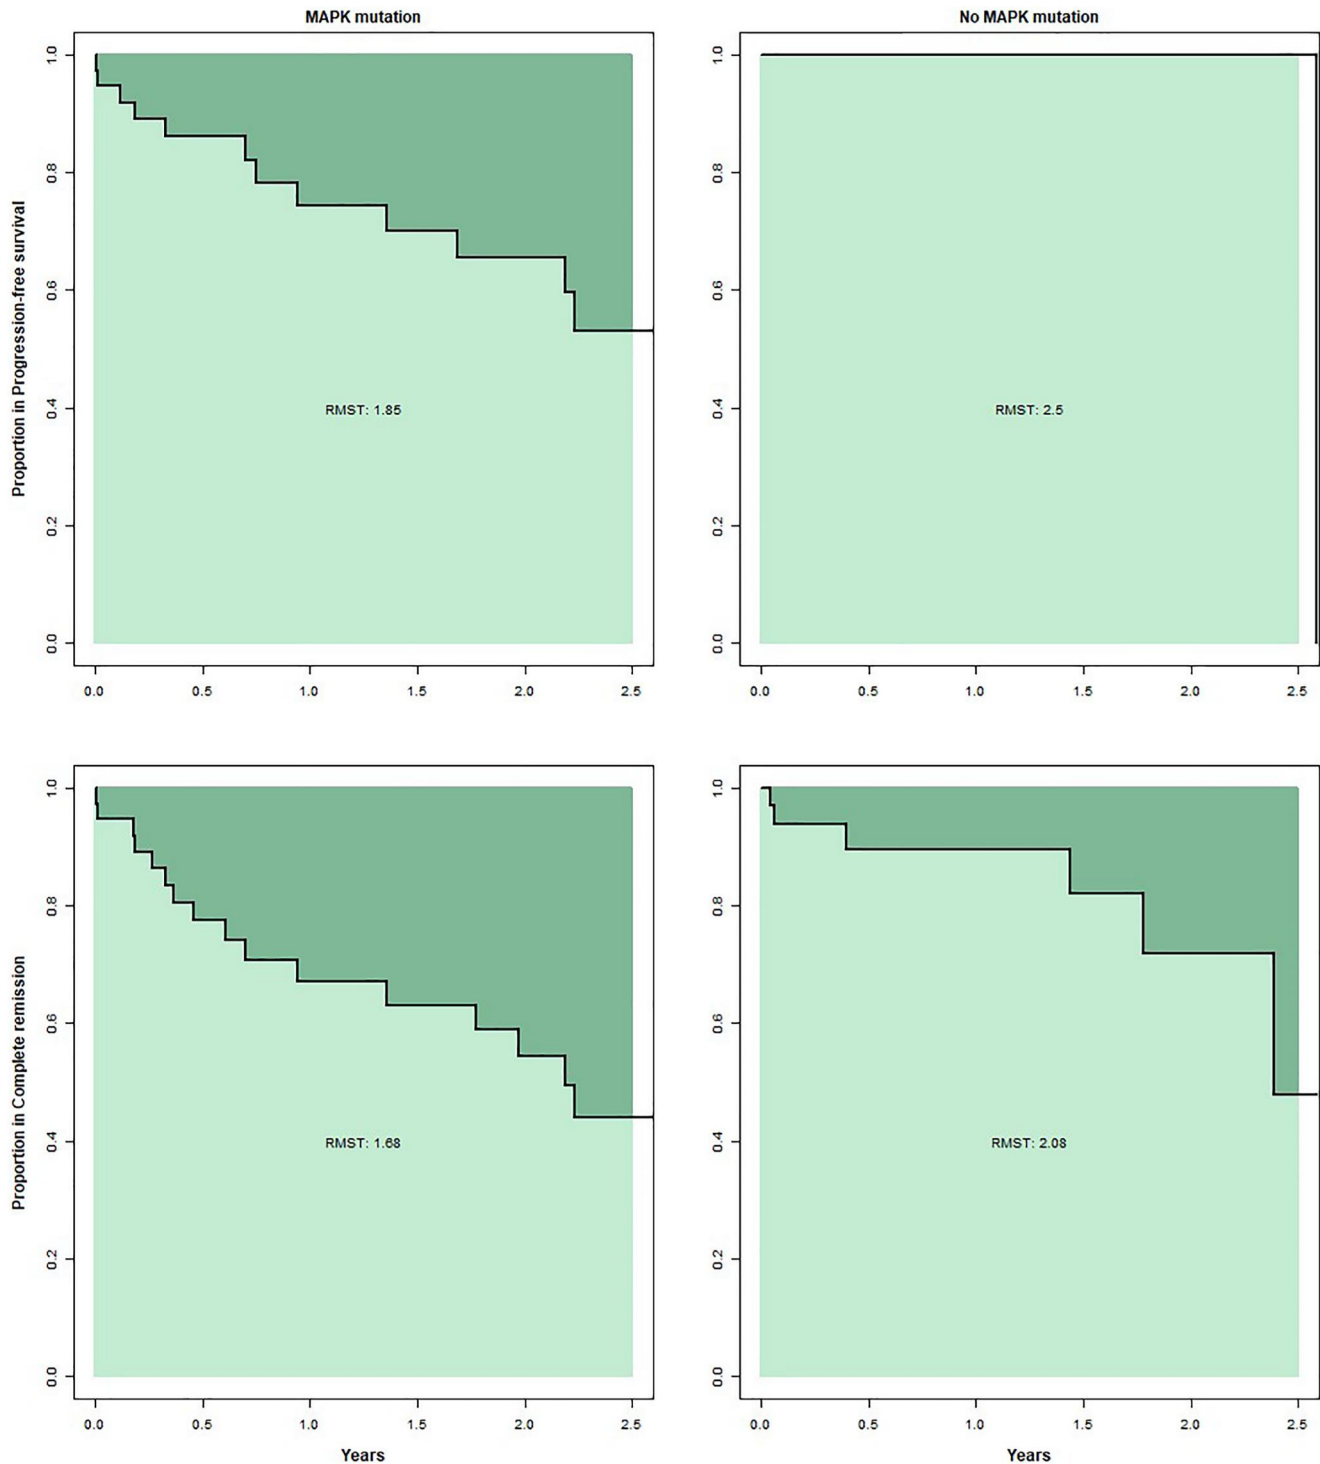 MAPK mutation
No MAPK mutation
Proportion in Progression-free survival
1.0
0.8
0.6
0.4
0.2
0.0
RMST: 1.85
0.0 0.5 1.0 1.5 2.0 2.5
1.0
0.8
0.6
0.4
0.2
0.0
RMST: 2.5
0.0 0.5 1.0 1.5 2.0 2.5
Proportion in Complete remission
1.0
0.8
0.6
0.4
0.2
0.0
RMST: 1.68
0.0 0.5 1.0 1.5 2.0 2.5
Years
1.0
0.8
0.6
0.4
0.2
0.0
RMST: 2.08
0.0 0.5 1.0 1.5 2.0 2.5
Years